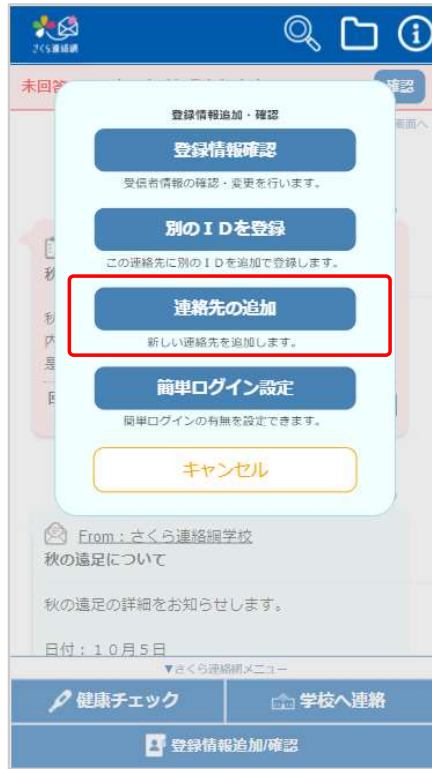 さくら連絡網
未回答
確認
画面へ
登録情報追加・確認
登録情報確認
受信者情報の確認・変更を行います。
別のＩＤを登録
この連絡先に別のＩＤを追加で登録します。
連絡先の追加
新しい連絡先を追加します。
簡単ログイン設定
簡単ログインの有無を設定できます。
キャンセル
From：さくら連絡網学校
秋の遠足について
秋の遠足の詳細をお知らせします。
日付：１０月５日
▼さくら連絡網メニュー
健康チェック
学校へ連絡
登録情報追加/確認